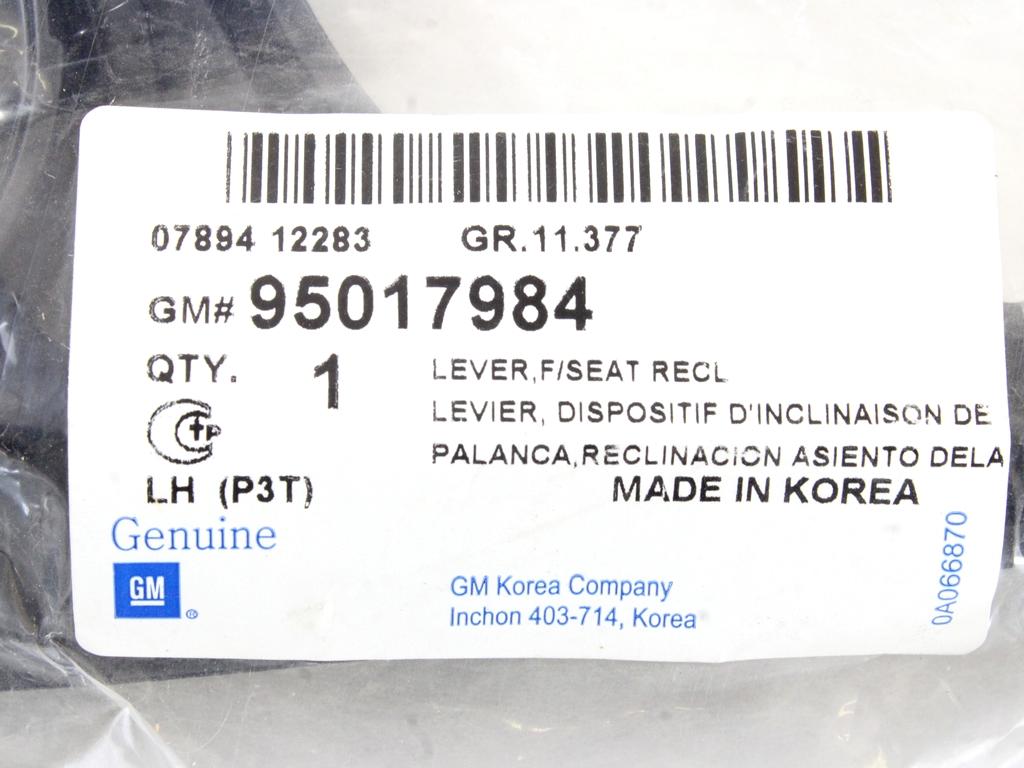 07894 12283 GR.11.377
GM# 95017984
QTY. 1
LEVER,F/SEAT RECL
LEVIER, DISPOSITIF D'INCLINAISON DE
PALANCA,RECLINACION ASIENTO DELA
LH (P3T)
MADE IN KOREA
Genuine
GM ®
GM Korea Company
Inchon 403-714, Korea
0A066870